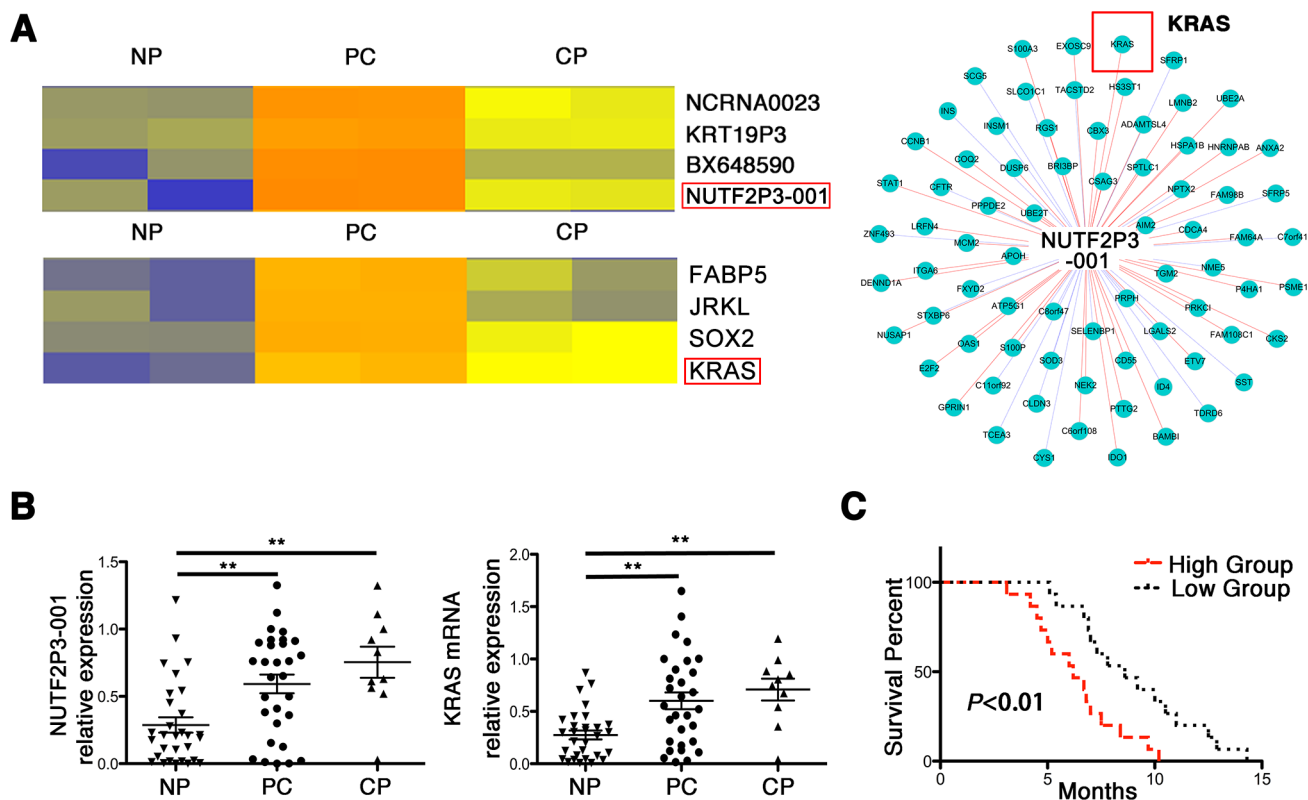 A
NP PC CP
NCRNA0023
KRT19P3
BX648590
NUTF2P3-001
NP PC CP
FABP5
JRKL
SOX2
KRAS
KRAS
S100A3 EXOSC9 KRAS SFRP1
SCG5 SLCO1C1 TACSTD2 HS3ST1 LMNB2 UBE2A
INS INSM1 RGS1 CBX3 ADAMTSL4
CCNB1 COQ2 DUSP6 BRI3BP SPTLC1 HSPA1B HNRNPAB ANXA2
STAT1 CFTR PPPDE2 UBE2T CSAG3 NPTX2 FAM98B SFRP5
ZNF493 LRFN4 MCM2 AIM2 CDCA4 FAM64A C7orf41
NUTF2P3
-001
DENND1A ITGA6 APOH TGM2 NME5 P4HA1 PSME1
FXYD2
NUSAP1 STXBP6 ATP5G1 C8orf47 PRPH PRKCI
OAS1 S100P SELENBP1 LGALS2 FAM108C1 CKS2
E2F2 C11orf92 SOD3 CD55 ETV7 SST
GPRIN1 CLDN3 NEK2 PTTG2 ID4 TDRD6
TCEA3 C6orf108 BAMBI
CYS1 IDO1
B
NUTF2P3-001
relative expression
1.5
1.0
0.5
0.0
**
**
NP PC CP
KRAS mRNA
relative expression
2.0
1.5
1.0
0.5
0.0
**
**
NP PC CP
C
Survival Percent
100
50
0
High Group
Low Group
P<0.01
0 5 10 15
Months